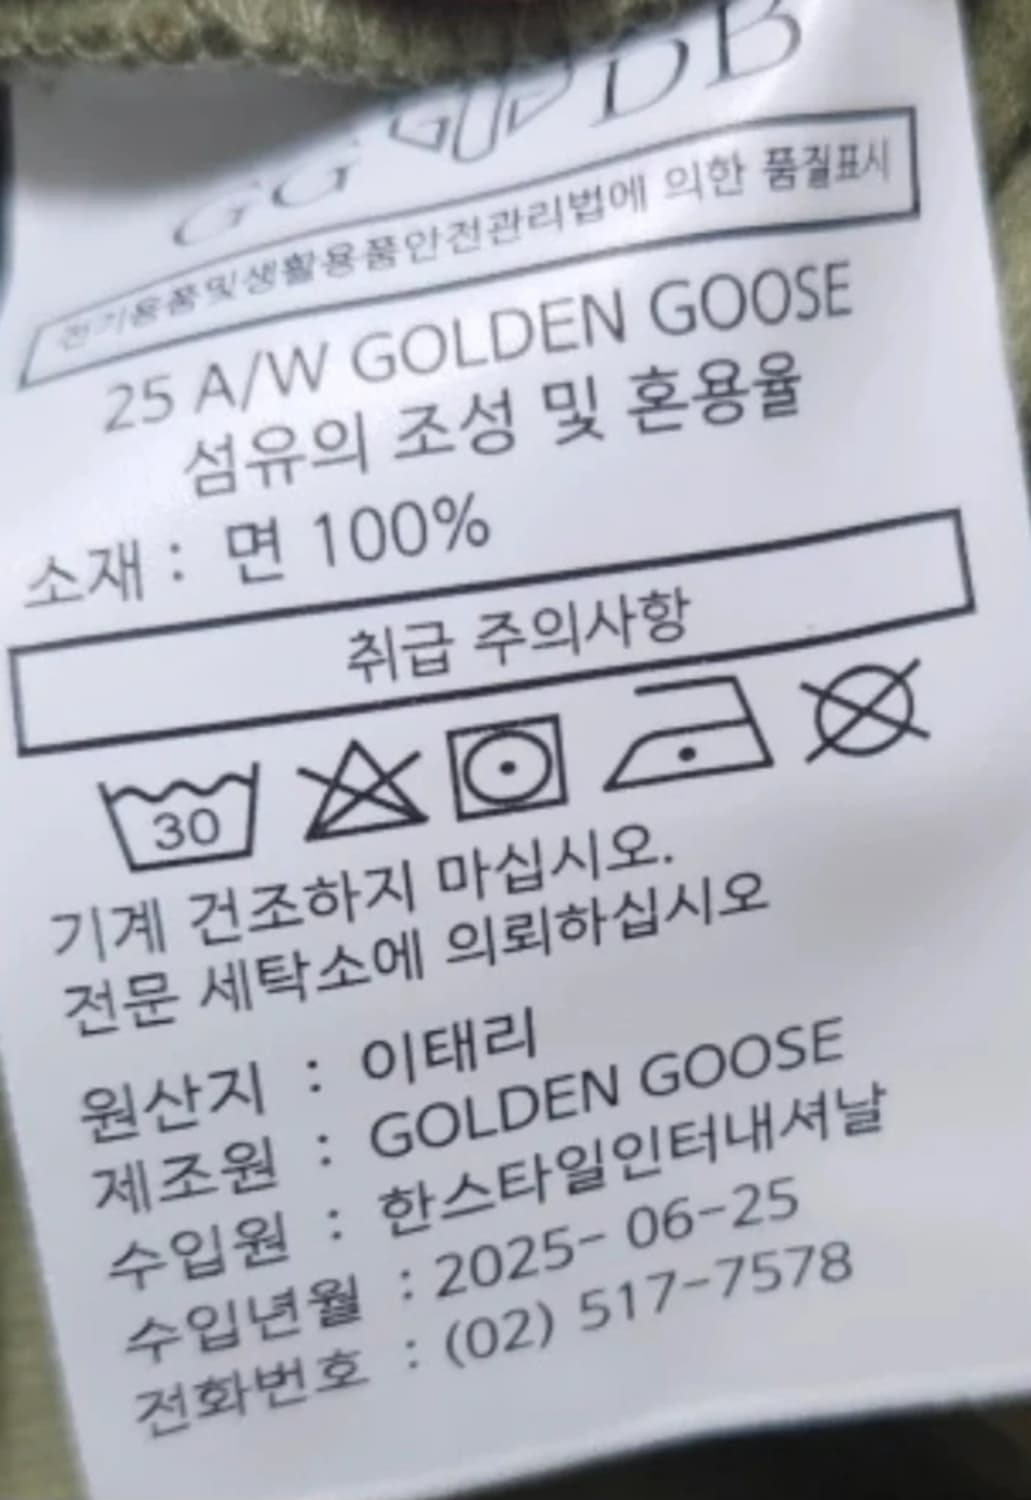 GG DB
전기용품및생활용품안전관리법에 의한 품질표시
25 A/W GOLDEN GOOSE
섬유의 조성 및 혼용율
소재 : 면 100%
취급 주의사항
30
기계 건조하지 마십시오.
전문 세탁소에 의뢰하십시오
원산지 : 이태리
제조원 : GOLDEN GOOSE
수입원 : 한스타일인터내셔날
수입년월 : 2025- 06-25
전화번호 : (02) 517-7578